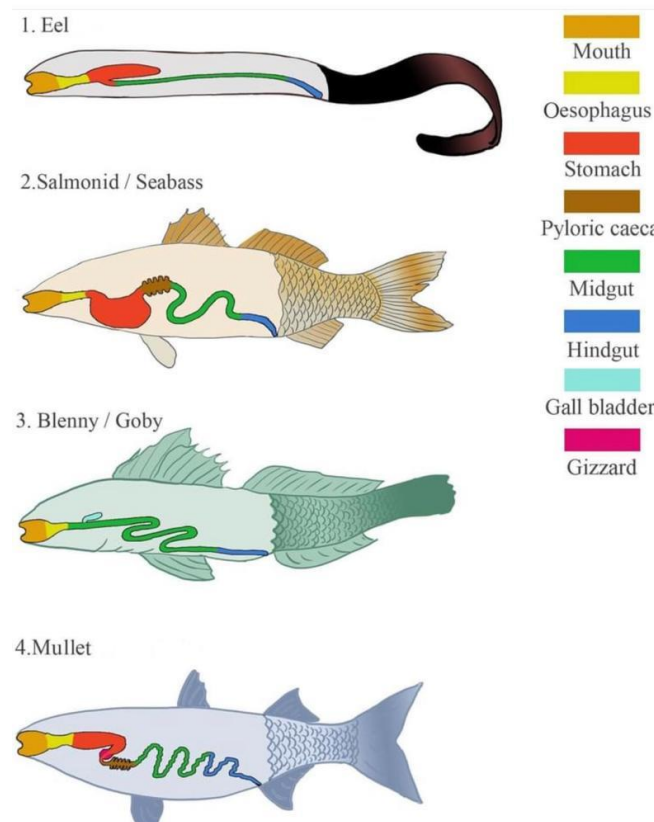 1. Eel
Mouth
Oesophagus
Stomach
2.Salmonid / Seabass
Pyloric caeca
Midgut
Hindgut
Gall bladder
3. Blenny / Goby
Gizzard
4.Mullet